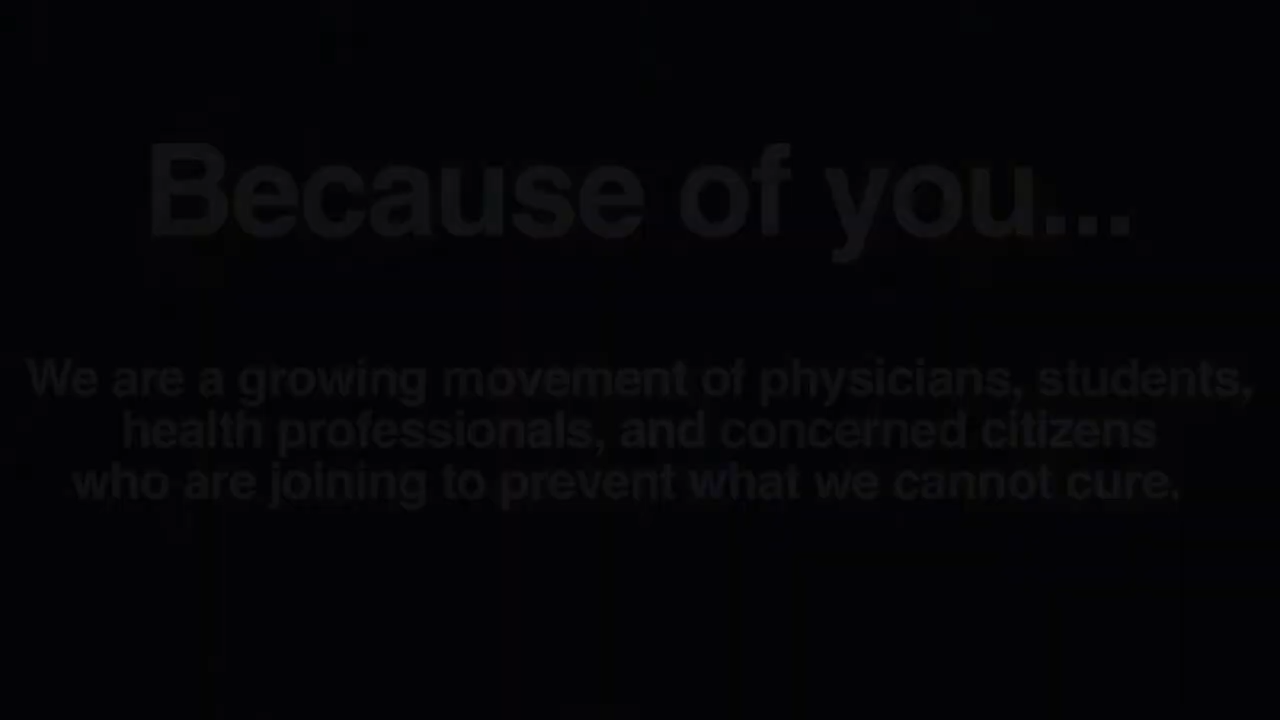 Because of you...
We are a growing movement of physicians, students,
health professionals, and concerned citizens
who are joining to prevent what we cannot cure.